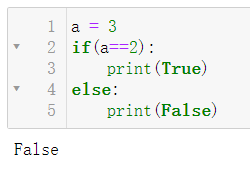 1 a = 3
2 if(a==2):
3     print(True)
4 else:
5     print(False)
False